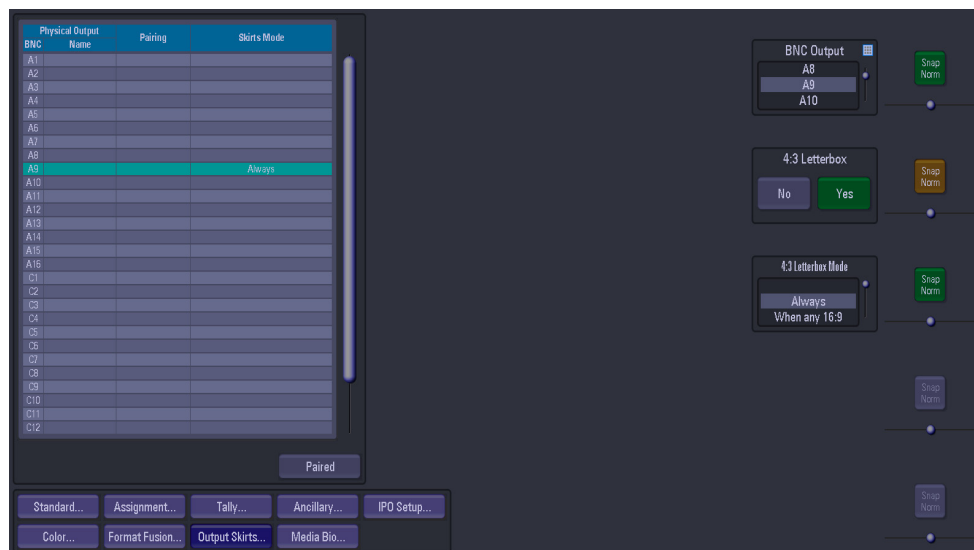 Physical Output
BNC Name Pairing Skirts Mode
A1
A2
A3
A4
A5
A6
A7
A8
A9 Always
A10
A11
A12
A13
A14
A15
A16
C1
C2
C3
C4
C5
C6
C7
C8
C9
C10
C11
C12
Paired
Standard... Assignment... Tally... Ancillary... IPO Setup...
Color... Format Fusion... Output Skirts... Media Bio...
BNC Output
A8
A9
A10
Snap
Norm
4:3 Letterbox
No Yes
Snap
Norm
4:3 Letterbox Mode
Always
When any 16:9
Snap
Norm
Snap
Norm
Snap
Norm